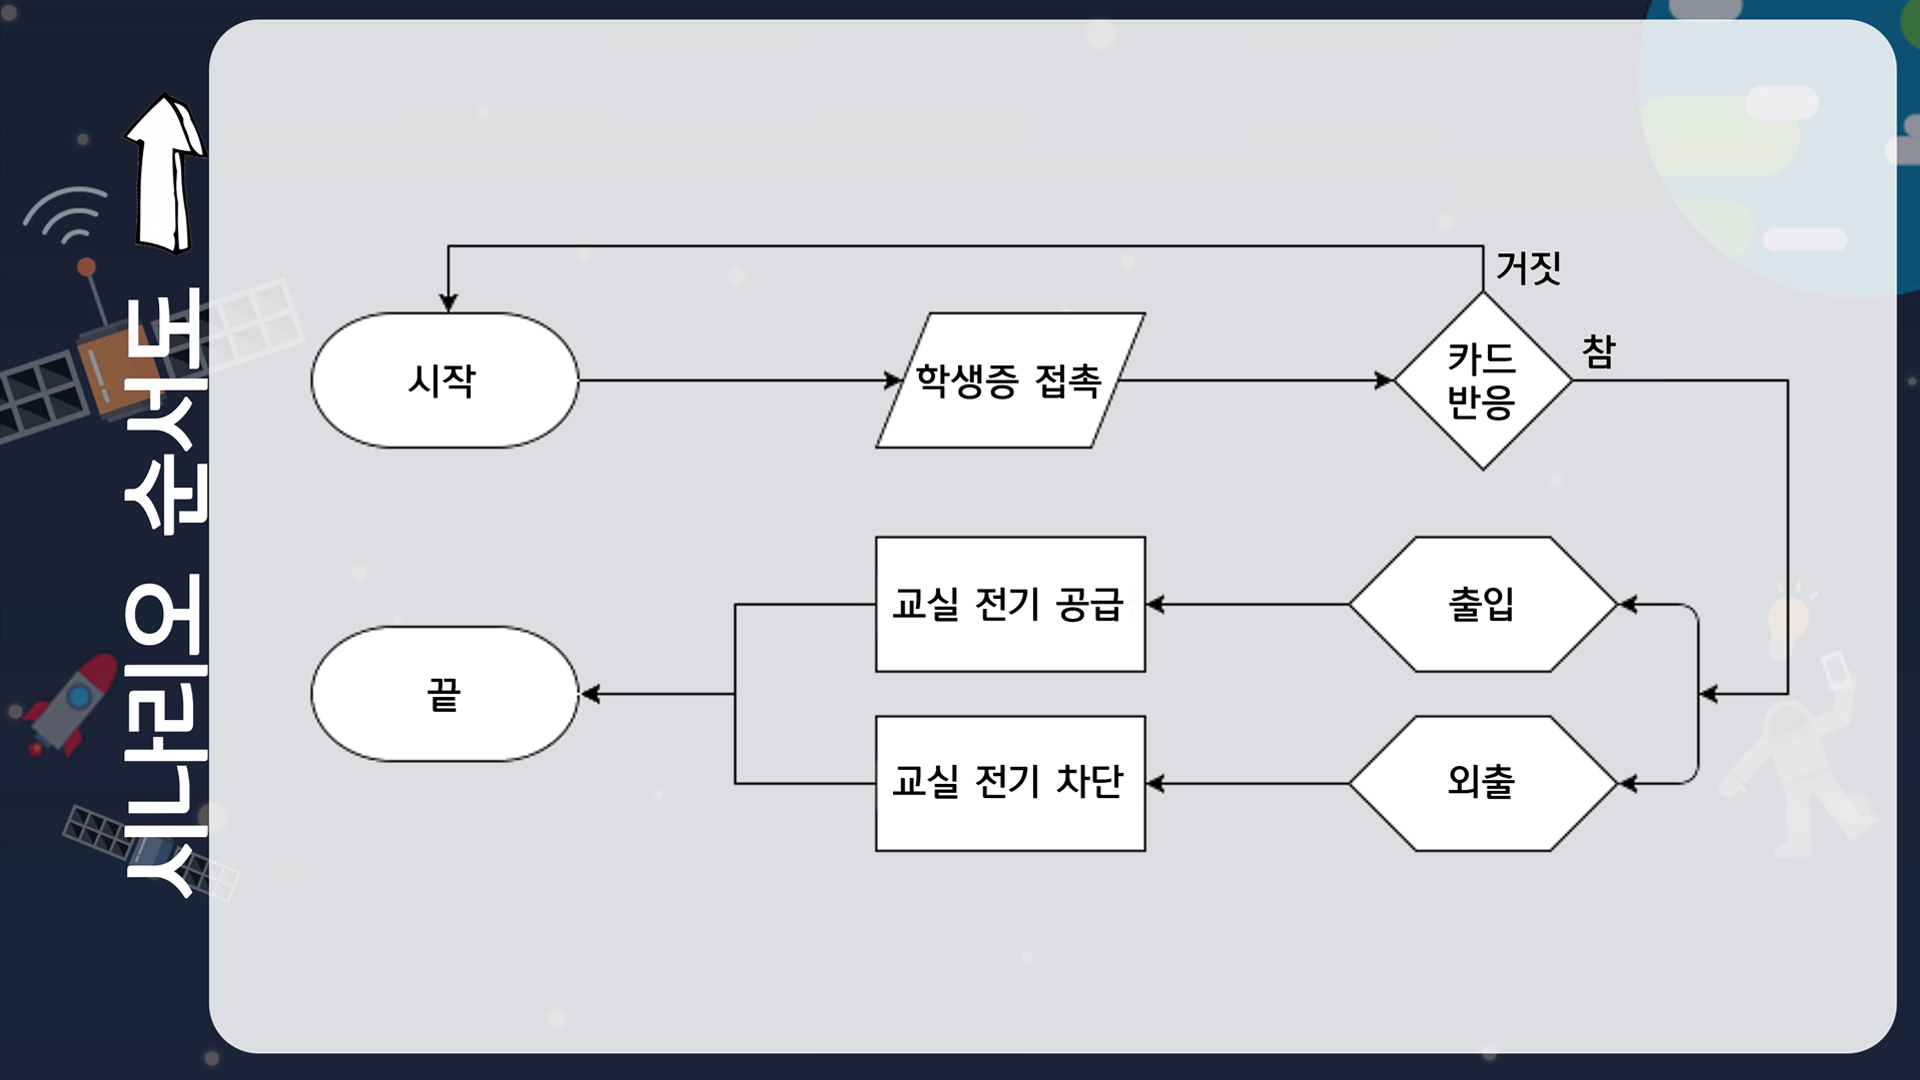 시나리오 순서도
거짓
참
시작
학생증 접촉
카드
반응
교실 전기 공급
출입
끝
교실 전기 차단
외출